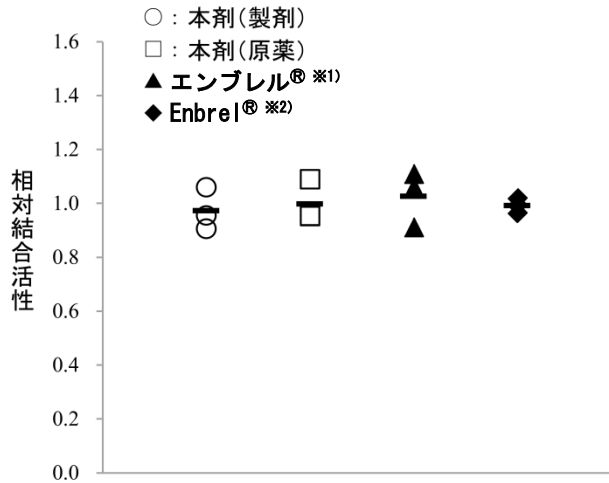 ○：本剤（製剤）
□：本剤（原薬）
▲ エンブレル® ※1)
◆ Enbrel® ※2)
相対結合活性
1.6
1.4
1.2
1.0
0.8
0.6
0.4
0.2
0.0